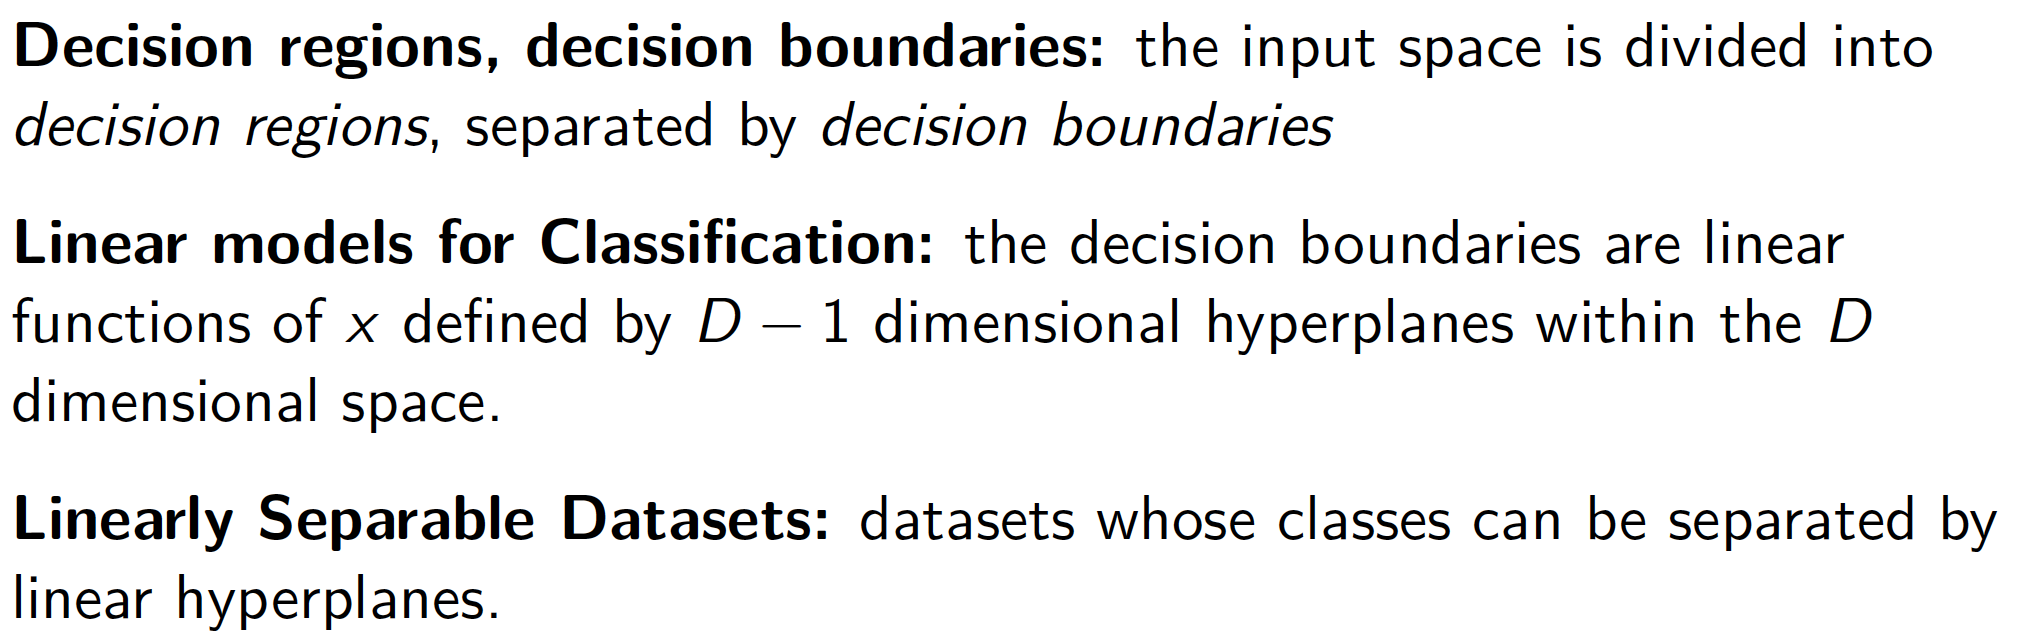 Decision regions, decision boundaries: the input space is divided into
decision regions, separated by decision boundaries
Linear models for Classification: the decision boundaries are linear
functions of x defined by D − 1 dimensional hyperplanes within the D
dimensional space.
Linearly Separable Datasets: datasets whose classes can be separated by
linear hyperplanes.